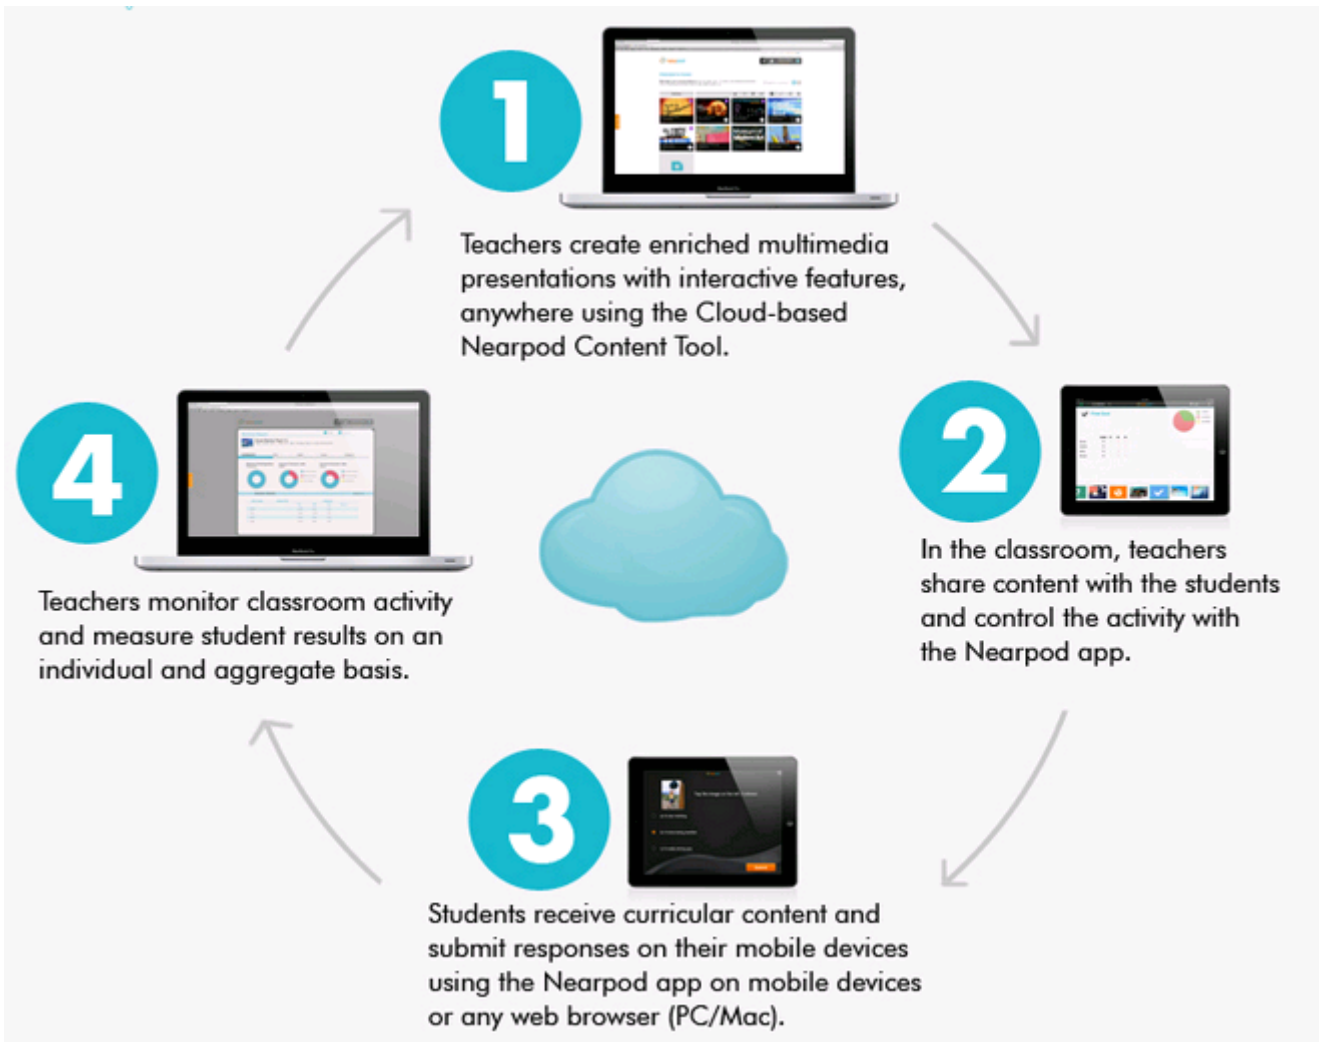 1
Teachers create enriched multimedia
presentations with interactive features,
anywhere using the Cloud-based
Nearpod Content Tool.
2
In the classroom, teachers
share content with the students
and control the activity with
the Nearpod app.
3
Students receive curricular content and
submit responses on their mobile devices
using the Nearpod app on mobile devices
or any web browser (PC/Mac).
4
Teachers monitor classroom activity
and measure student results on an
individual and aggregate basis.